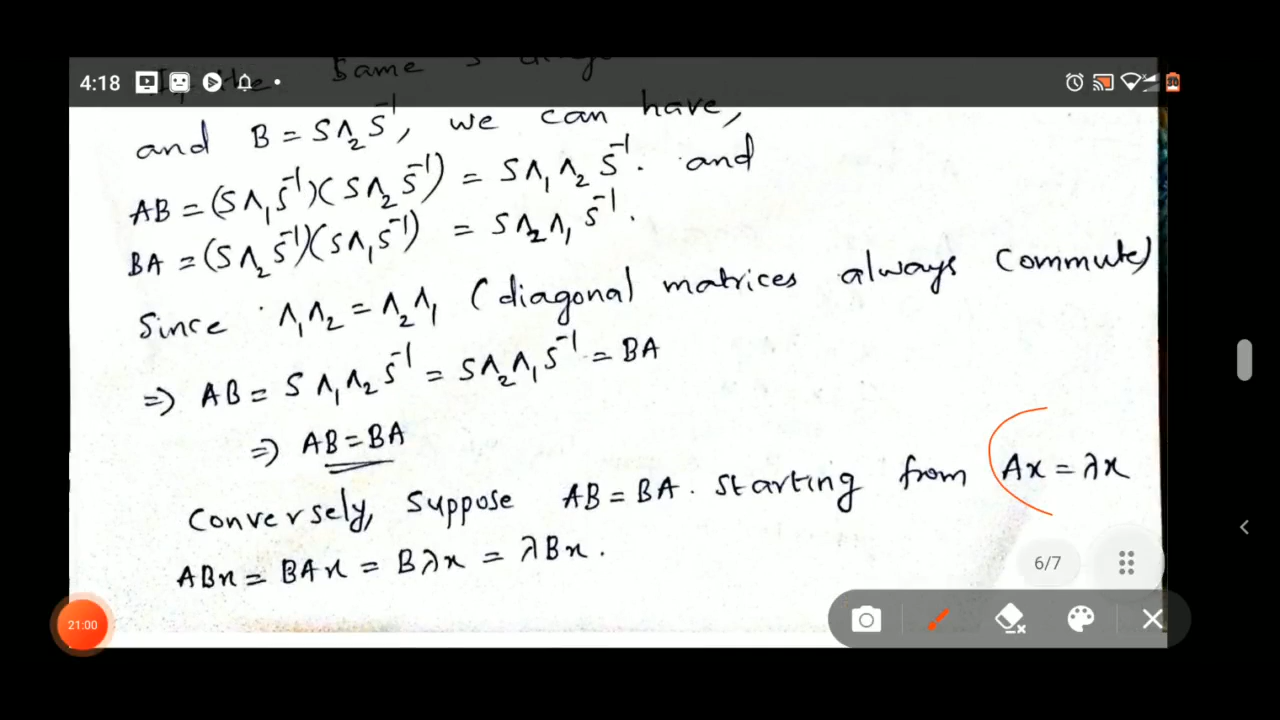 4:18
30
same S
and B = SΛ₂S⁻¹, we can have,
AB = (SΛ₁S⁻¹)(SΛ₂S⁻¹) = SΛ₁Λ₂S⁻¹. and
BA = (SΛ₂S⁻¹)(SΛ₁S⁻¹) = SΛ₂Λ₁S⁻¹.
Since Λ₁Λ₂ = Λ₂Λ₁ (diagonal matrices always commute)
⇒ AB = SΛ₁Λ₂S⁻¹ = SΛ₂Λ₁S⁻¹ = BA
⇒ AB = BA
Conversely, suppose AB = BA. starting from Ax = λx
ABx = BAx = Bλx = λBx.
6/7
21:00